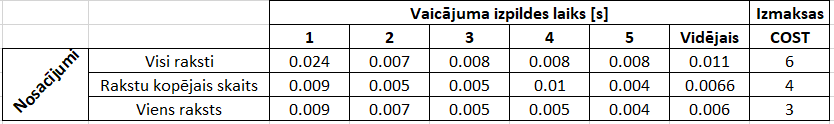 Vaicājuma izpildes laiks [s] Izmaksas
1 2 3 4 5 Vidējais COST
Nosacījumi
Visi raksti 0.024 0.007 0.008 0.008 0.008 0.011 6
Rakstu kopējais skaits 0.009 0.005 0.005 0.01 0.004 0.0066 4
Viens raksts 0.009 0.007 0.005 0.005 0.004 0.006 3